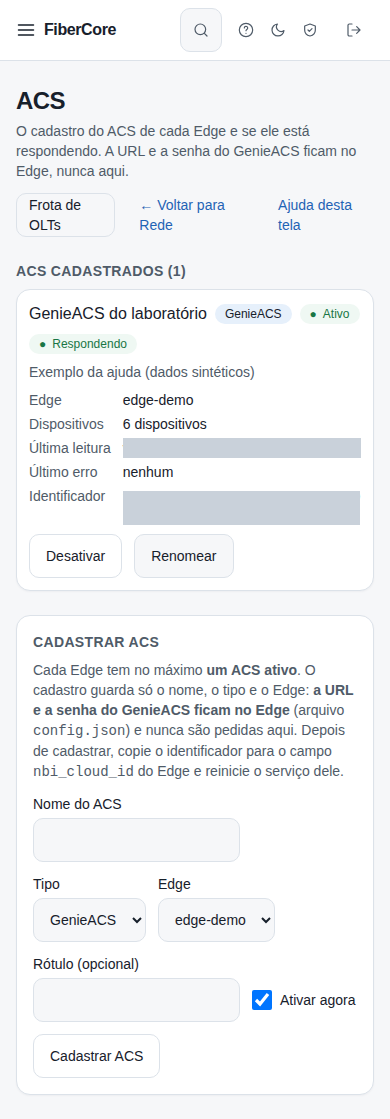 FiberCore
ACS
O cadastro do ACS de cada Edge e se ele está
respondendo. A URL e a senha do GenieACS ficam no
Edge, nunca aqui.
Frota de
OLTs
← Voltar para
Rede
Ajuda desta
tela
ACS CADASTRADOS (1)
GenieACS do laboratório GenieACS ● Ativo
● Respondendo
Exemplo da ajuda (dados sintéticos)
Edge edge-demo
Dispositivos 6 dispositivos
Última leitura
Último erro nenhum
Identificador
Desativar Renomear
CADASTRAR ACS
Cada Edge tem no máximo um ACS ativo. O
cadastro guarda só o nome, o tipo e o Edge: a URL
e a senha do GenieACS ficam no Edge (arquivo
config.json) e nunca são pedidas aqui. Depois
de cadastrar, copie o identificador para o campo
nbi_cloud_id do Edge e reinicie o serviço dele.
Nome do ACS
Tipo Edge
GenieACS edge-demo
Rótulo (opcional)
Ativar agora
Cadastrar ACS